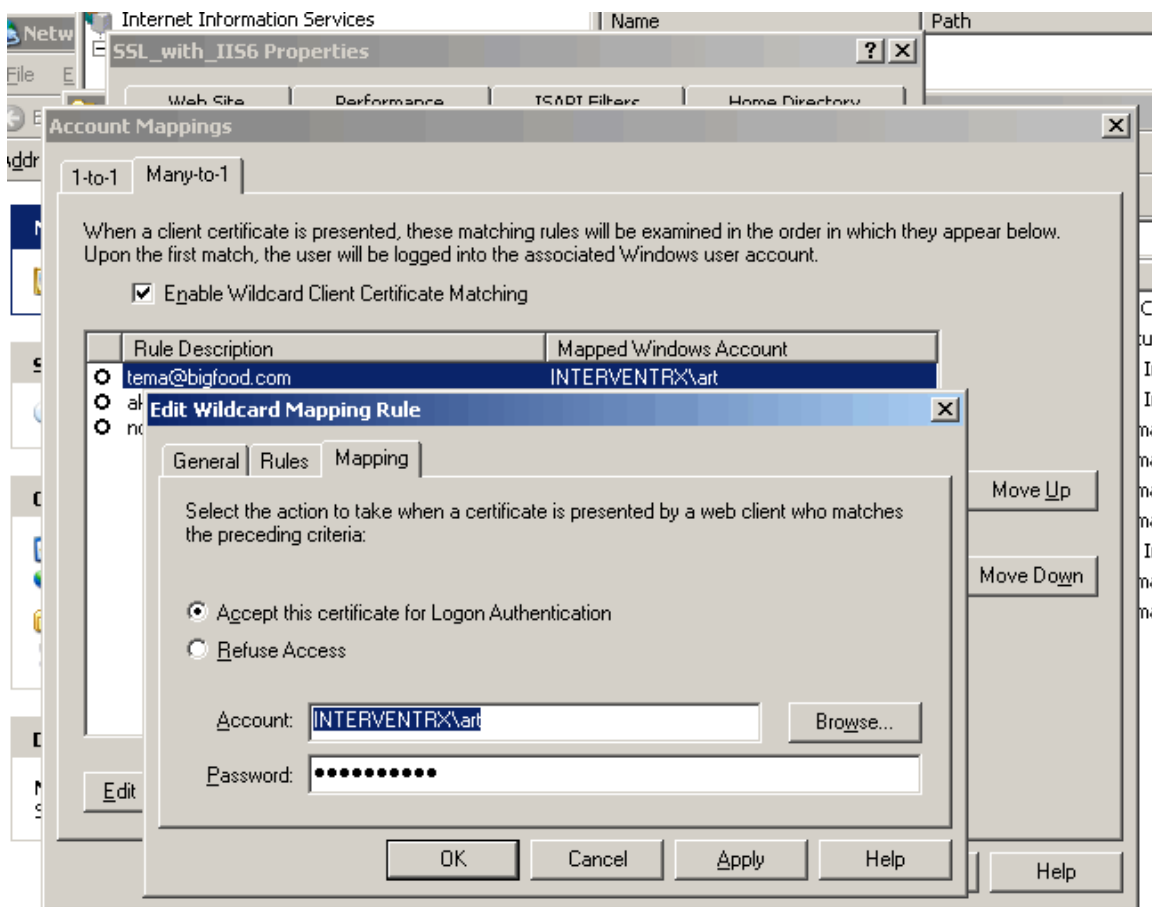 Internet Information Services
Name
Path
Netw
SSL_with_IIS6 Properties
File E
Web Site
Performance
ISAPI Filters
Home Directory
Account Mappings
Addr
1-to-1
Many-to-1
When a client certificate is presented, these matching rules will be examined in the order in which they appear below.
Upon the first match, the user will be logged into the associated Windows user account.
Enable Wildcard Client Certificate Matching
Rule Description
Mapped Windows Account
tema@bigfood.com
INTERVENTRX\art
Edit Wildcard Mapping Rule
General
Rules
Mapping
Select the action to take when a certificate is presented by a web client who matches
the preceding criteria:
Accept this certificate for Logon Authentication
Refuse Access
Account:
INTERVENTRX\art
Browse...
Password:
Move Up
Move Down
Edit
OK
Cancel
Apply
Help
Help